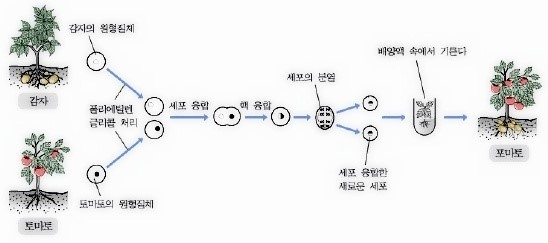 감자의 원형질체
감자
폴리에틸렌
글리콜 처리
세포 융합
핵 융합
세포의 분열
배양액 속에서 기른다
세포 융합한
새로운 세포
포마토
토마토의 원형질체
토마토